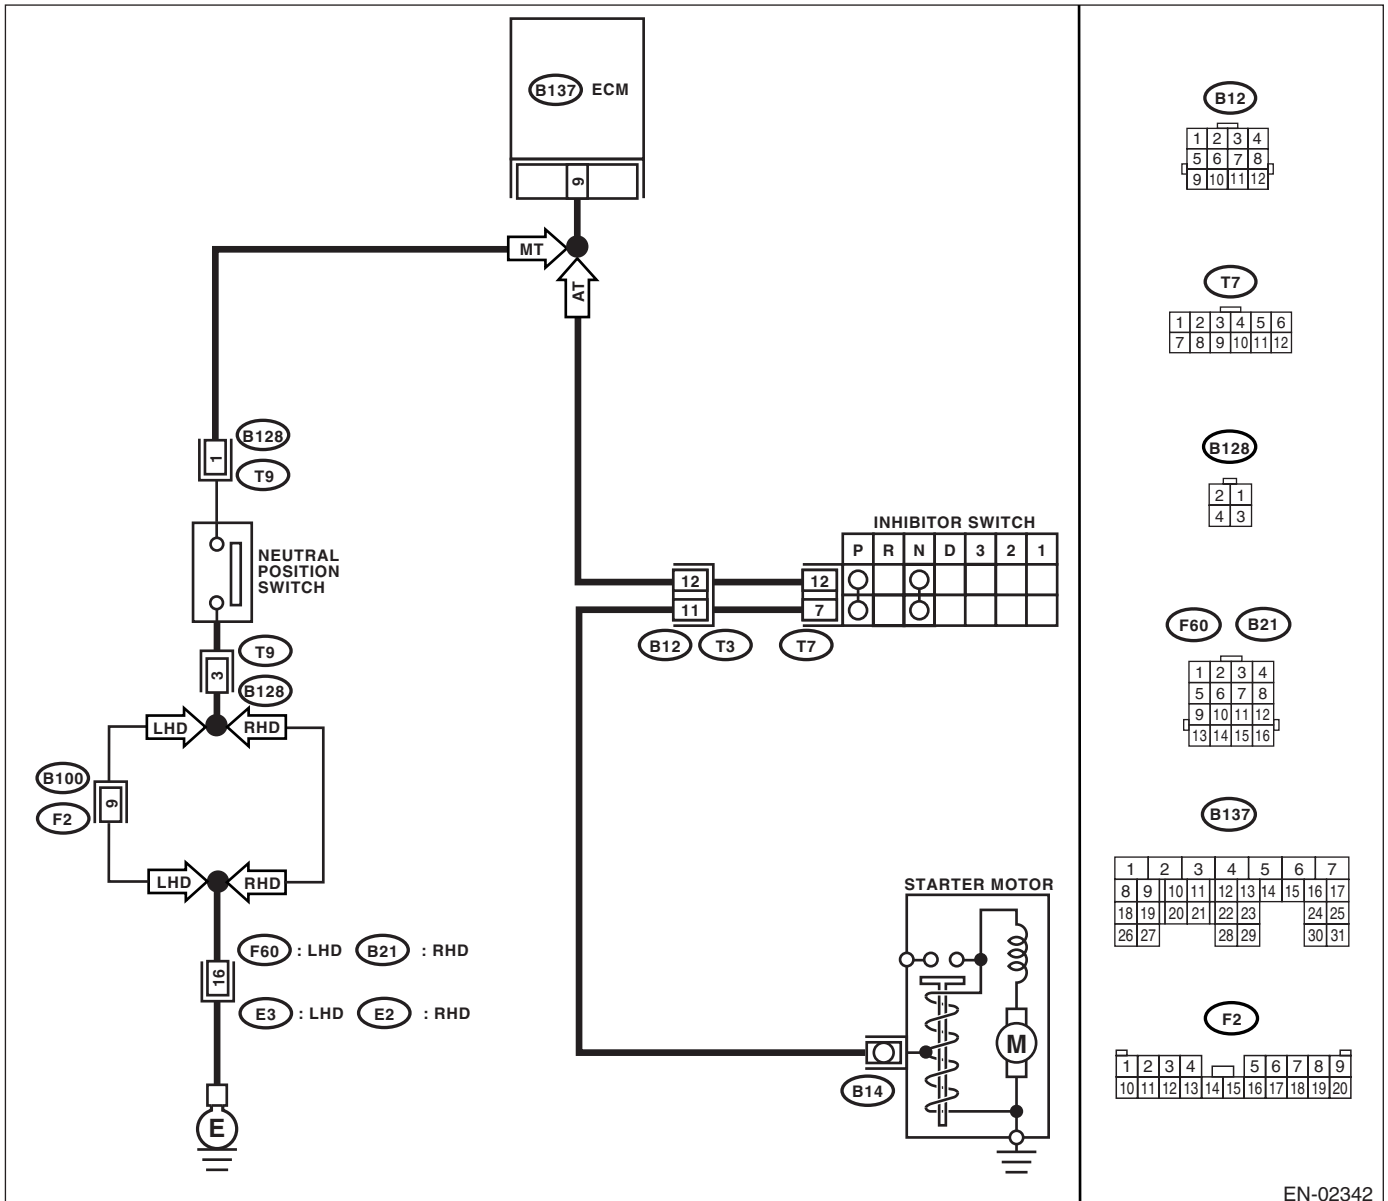 B137 ECM
9
MT
AT
B128
1
T9
NEUTRAL
POSITION
SWITCH
T9
3
B128
LHD RHD
B100
9
F2
LHD RHD
F60 : LHD B21 : RHD
16
E3 : LHD E2 : RHD
E
INHIBITOR SWITCH
P R N D 3 2 1
12 12
11 7
B12 T3 T7
STARTER MOTOR
M
B14
B12
1 2 3 4
5 6 7 8
9 10 11 12
T7
1 2 3 4 5 6
7 8 9 10 11 12
B128
2 1
4 3
F60 B21
1 2 3 4
5 6 7 8
9 10 11 12
13 14 15 16
B137
1 2 3 4 5 6 7
8 9 10 11 12 13 14 15 16 17
18 19 20 21 22 23 24 25
26 27 28 29 30 31
F2
1 2 3 4 5 6 7 8 9
10 11 12 13 14 15 16 17 18 19 20
EN-02342